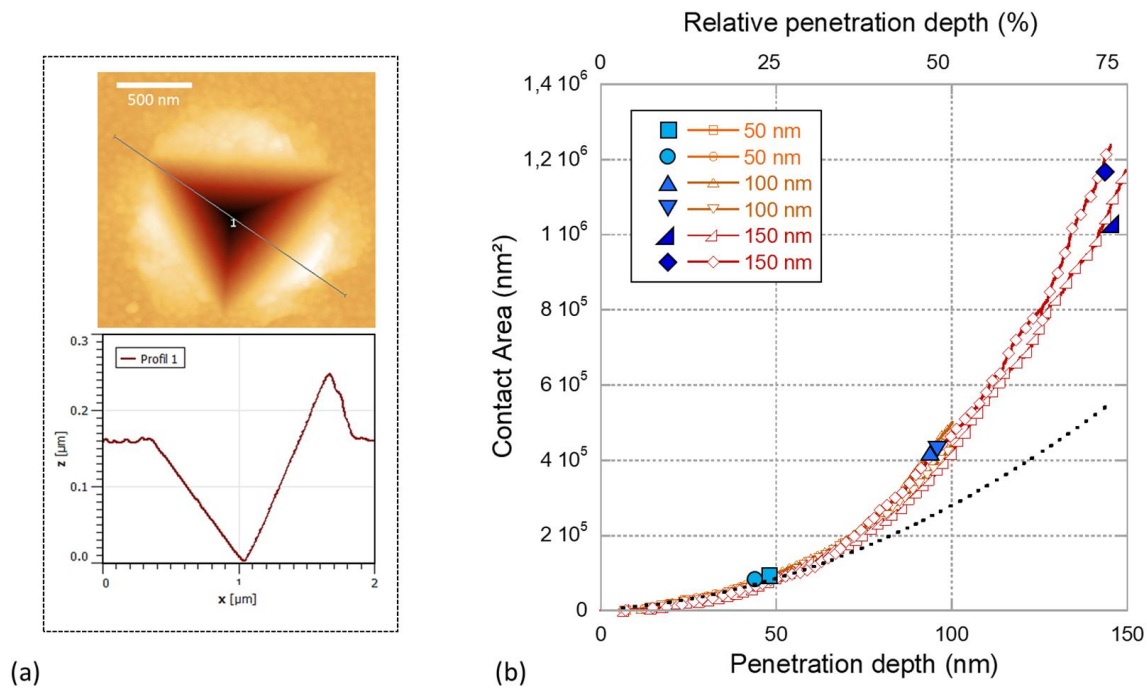 500 nm
1
0.3
0.2
0.1
0.0
z [µm]
Profil 1
0
1
2
x [µm]
(a)
Relative penetration depth (%)
0
25
50
75
1,4 10⁶
1,2 10⁶
1 10⁶
8 10⁵
6 10⁵
4 10⁵
2 10⁵
0
Contact Area (nm²)
50 nm
50 nm
100 nm
100 nm
150 nm
150 nm
0
50
100
150
Penetration depth (nm)
(b)